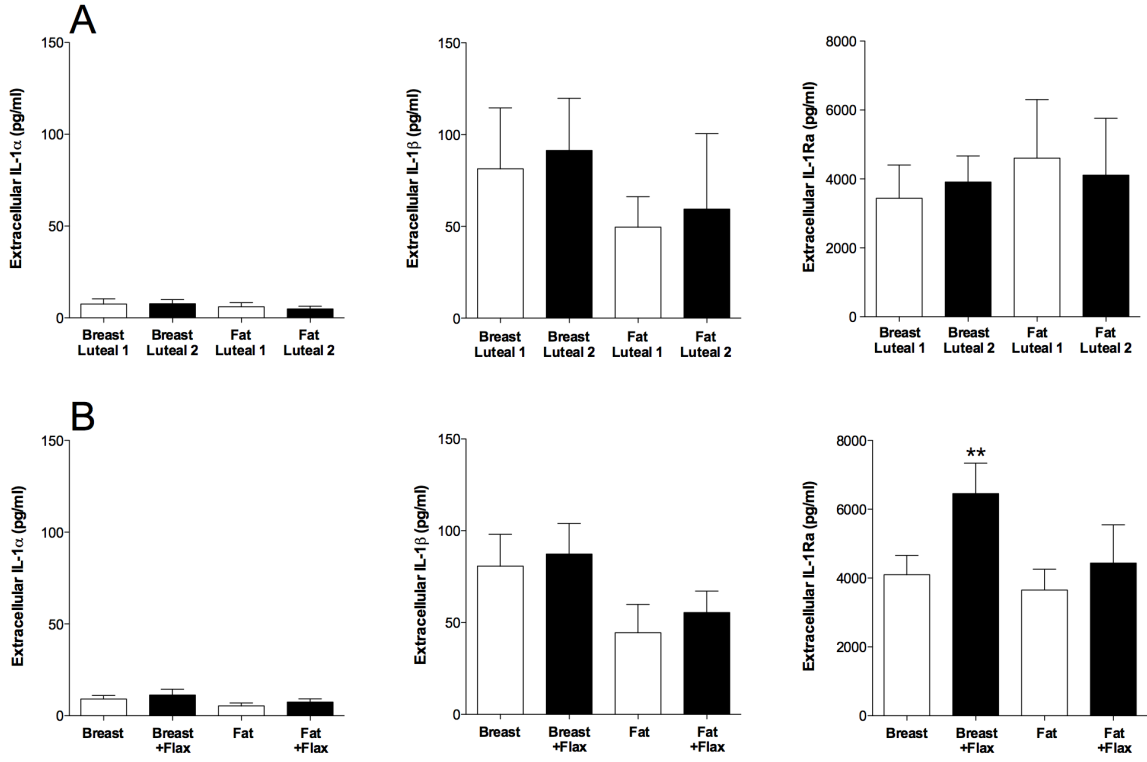 A
Extracellular IL-1α (pg/ml)
150
100
50
0
Breast Breast Fat Fat
Luteal 1 Luteal 2 Luteal 1 Luteal 2
Extracellular IL-1β (pg/ml)
150
100
50
0
Breast Breast Fat Fat
Luteal 1 Luteal 2 Luteal 1 Luteal 2
Extracellular IL-1Ra (pg/ml)
8000
6000
4000
2000
0
Breast Breast Fat Fat
Luteal 1 Luteal 2 Luteal 1 Luteal 2
B
Extracellular IL-1α (pg/ml)
150
100
50
0
Breast Breast Fat Fat
+Flax +Flax
Extracellular IL-1β (pg/ml)
150
100
50
0
Breast Breast Fat Fat
+Flax +Flax
Extracellular IL-1Ra (pg/ml)
8000
6000
4000
2000
0
**
Breast Breast Fat Fat
+Flax +Flax